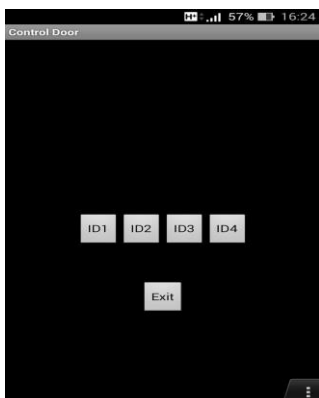 H+ 57% 16:24
Control Door
ID1 ID2 ID3 ID4
Exit